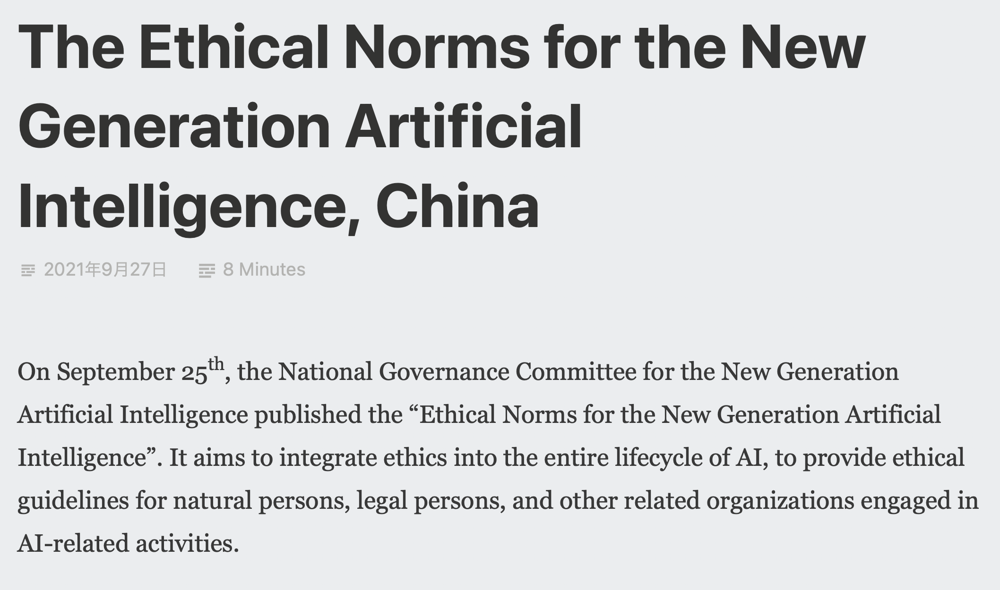 The Ethical Norms for the New
Generation Artificial
Intelligence, China
2021年9月27日 8 Minutes
On September 25th, the National Governance Committee for the New Generation
Artificial Intelligence published the “Ethical Norms for the New Generation Artificial
Intelligence”. It aims to integrate ethics into the entire lifecycle of AI, to provide ethical
guidelines for natural persons, legal persons, and other related organizations engaged in
AI-related activities.